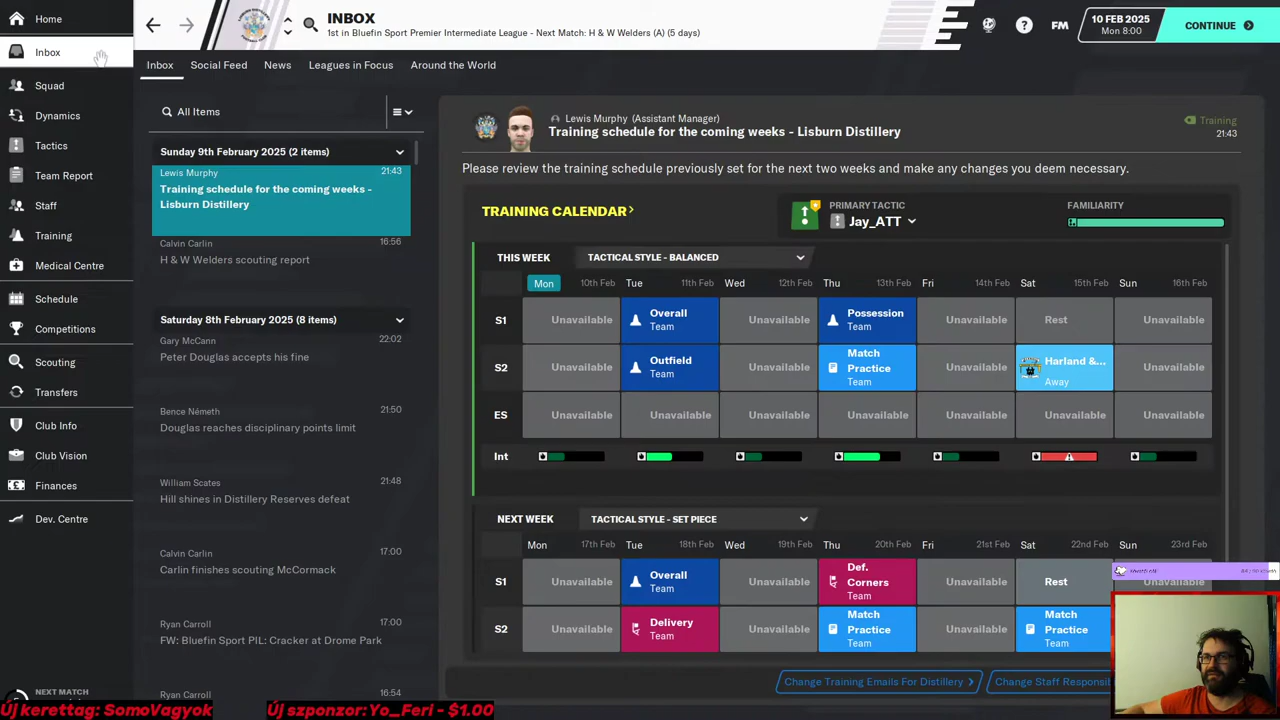 Home
INBOX
1st in Bluefin Sport Premier Intermediate League - Next Match: H & W Welders (A) (5 days)
FM
10 FEB 2025
Mon 8:00
CONTINUE
Inbox
Squad
Dynamics
Tactics
Team Report
Staff
Training
Medical Centre
Schedule
Competitions
Scouting
Transfers
Club Info
Club Vision
Finances
Dev. Centre
NEXT MATCH
Inbox Social Feed News Leagues in Focus Around the World
All Items
Sunday 9th February 2025 (2 items)
Lewis Murphy 21:43
Training schedule for the coming weeks -
Lisburn Distillery
Calvin Carlin 16:56
H & W Welders scouting report
Saturday 8th February 2025 (8 items)
Gary McCann 22:02
Peter Douglas accepts his fine
Bence Németh 21:50
Douglas reaches disciplinary points limit
William Scates 21:48
Hill shines in Distillery Reserves defeat
Calvin Carlin 17:00
Carlin finishes scouting McCormack
Ryan Carroll 17:00
FW: Bluefin Sport PIL: Cracker at Drome Park
Ryan Carroll 16:54
Lewis Murphy (Assistant Manager)
Training schedule for the coming weeks - Lisburn Distillery
Training
21:43
Please review the training schedule previously set for the next two weeks and make any changes you deem necessary.
TRAINING CALENDAR
PRIMARY TACTIC
Jay_ATT
FAMILIARITY
THIS WEEK TACTICAL STYLE - BALANCED
Mon 10th Feb Tue 11th Feb Wed 12th Feb Thu 13th Feb Fri 14th Feb Sat 15th Feb Sun 16th Feb
S1 Unavailable Overall Team Unavailable Possession Team Unavailable Rest Unavailable
S2 Unavailable Outfield Team Unavailable Match Practice Team Unavailable Harland &... Away Unavailable
ES Unavailable Unavailable Unavailable Unavailable Unavailable Unavailable Unavailable
Int
NEXT WEEK TACTICAL STYLE - SET PIECE
Mon 17th Feb Tue 18th Feb Wed 19th Feb Thu 20th Feb Fri 21st Feb Sat 22nd Feb Sun 23rd Feb
S1 Unavailable Overall Team Unavailable Def. Corners Team Unavailable Rest
S2 Unavailable Delivery Team Unavailable Match Practice Team Unavailable Match Practice Team
Change Training Emails For Distillery
Change Staff Responsib
Új kerettag: SomoVagyok Új szponzor: Yo_Feri - $1.00